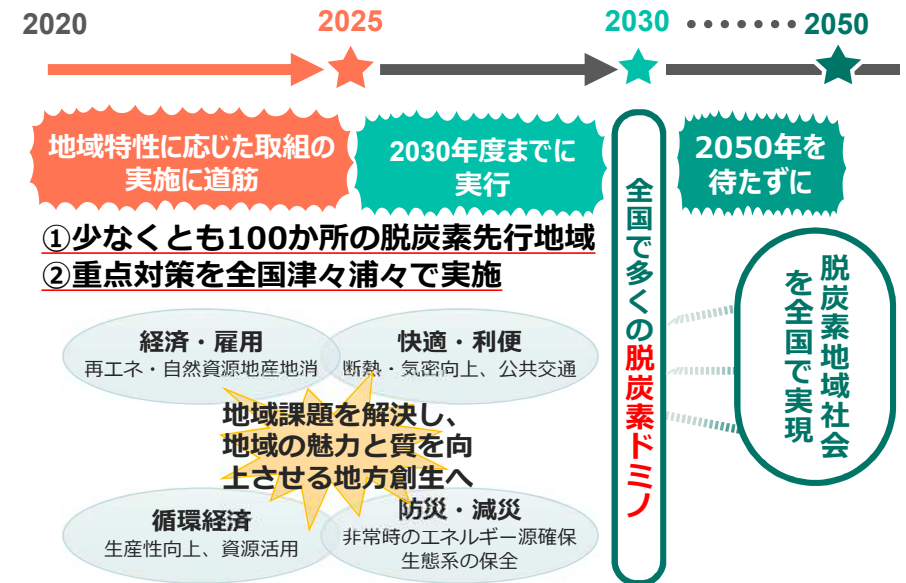 2020
2025
2030
•••••••
2050
地域特性に応じた取組の
実施に道筋
2030年度までに
実行
2050年を
待たずに
①少なくとも100か所の脱炭素先行地域
②重点対策を全国津々浦々で実施
経済・雇用
再エネ・自然資源地産地消
快適・利便
断熱・気密向上、公共交通
地域課題を解決し、
地域の魅力と質を向
上させる地方創生へ
循環経済
生産性向上、資源活用
防災・減災
非常時のエネルギー源確保
生態系の保全
全国で多くの脱炭素ドミノ
脱炭素地域社会
を全国で実現